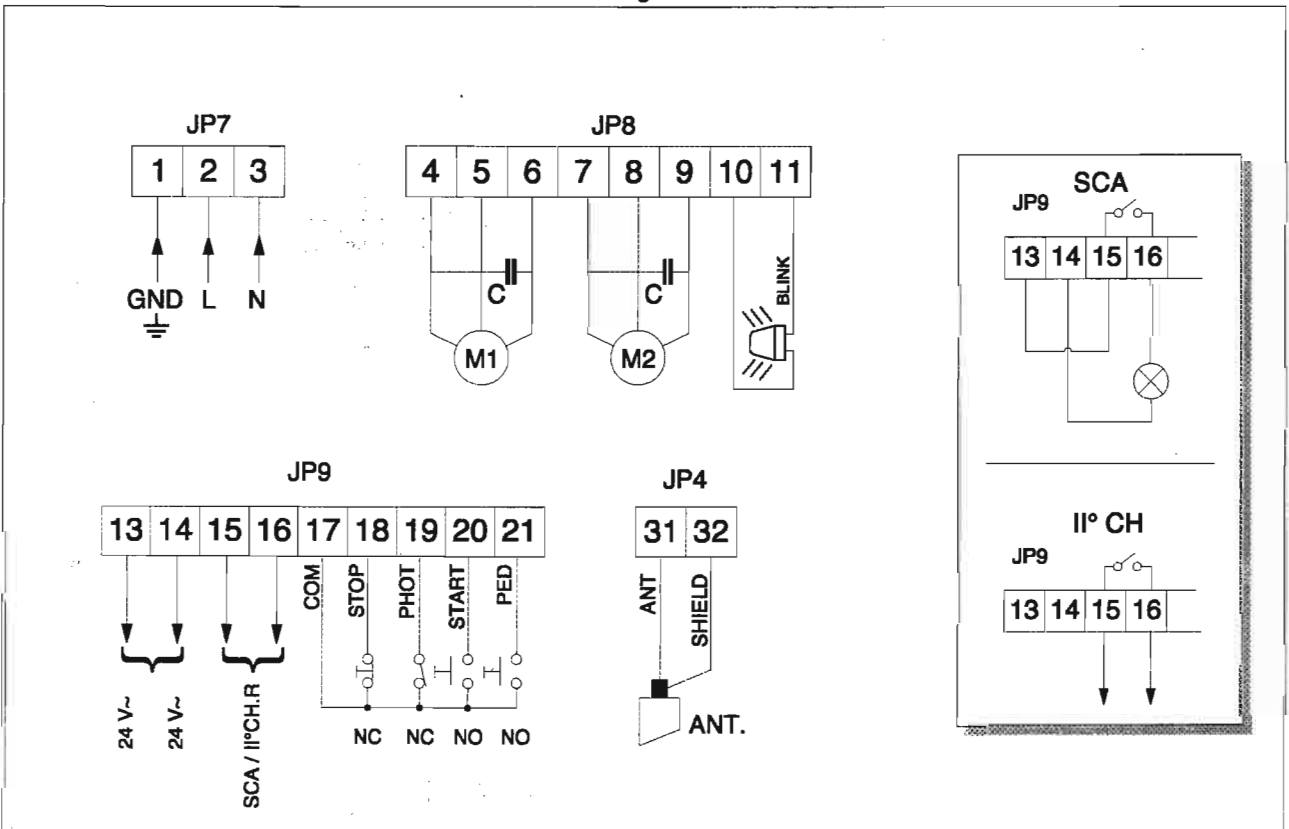 JP7
1 2 3
GND L N
JP8
4 5 6 7 8 9 10 11
C
C
BLINK
M1
M2
SCA
JP9
13 14 15 16
JP9
13 14 15 16 17 18 19 20 21
COM
STOP
PHOT
START
PED
24 V~
24 V~
SCA / II°CH.R
NC NC NO NO
JP4
31 32
ANT
SHIELD
ANT.
II° CH
JP9
13 14 15 16